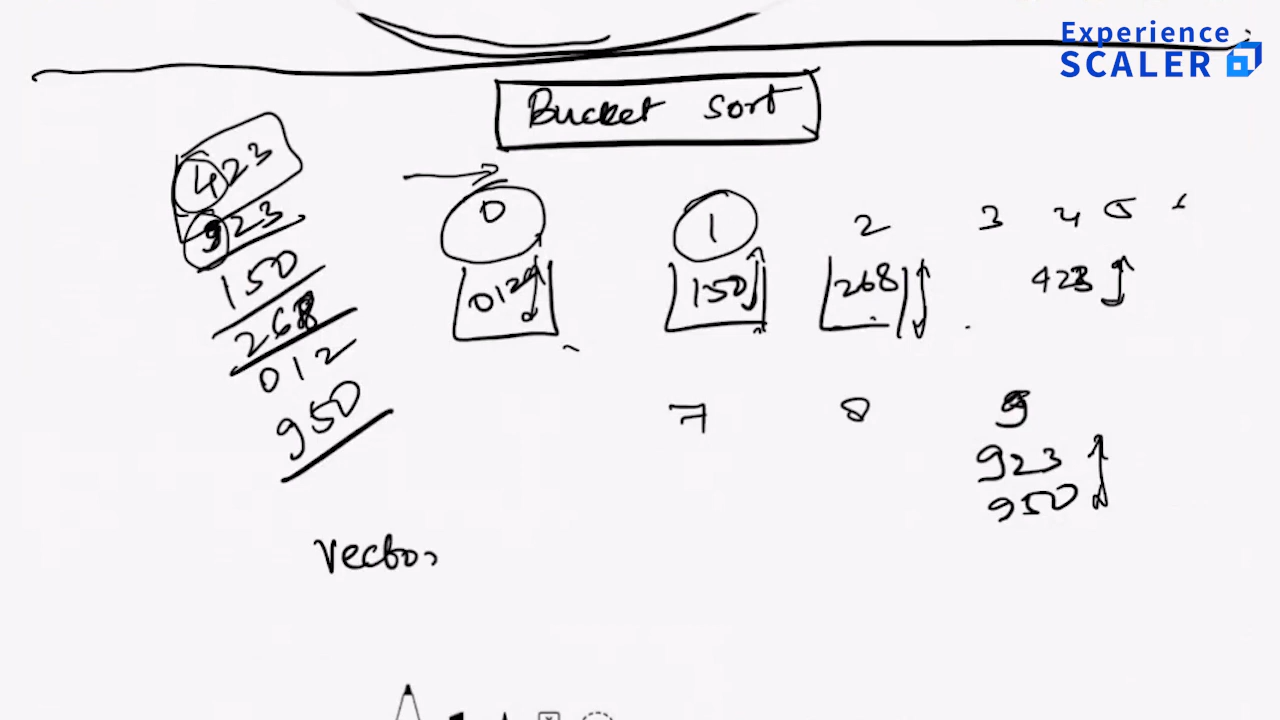 Experience
SCALER
Bucket sort
423
923
150
268
012
950
0 1 2 3 4 5
012 150 268 423
7 8 9
923
950
vector